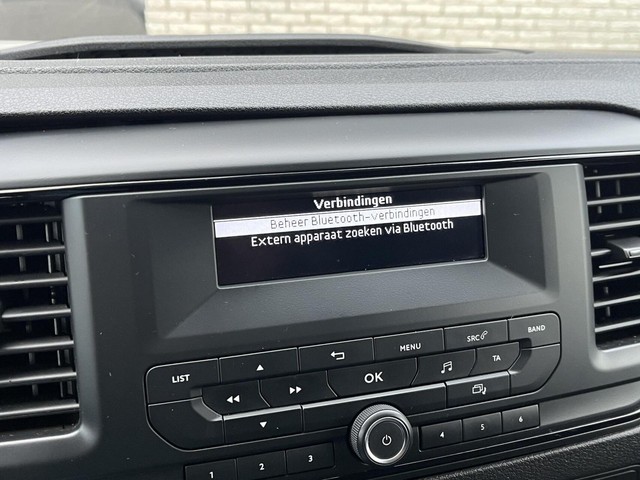 Verbindingen
Beheer Bluetooth-verbindingen
Extern apparaat zoeken via Bluetooth
BAND
SRC
MENU
TA
LIST
OK
1 2 3 4 5 6